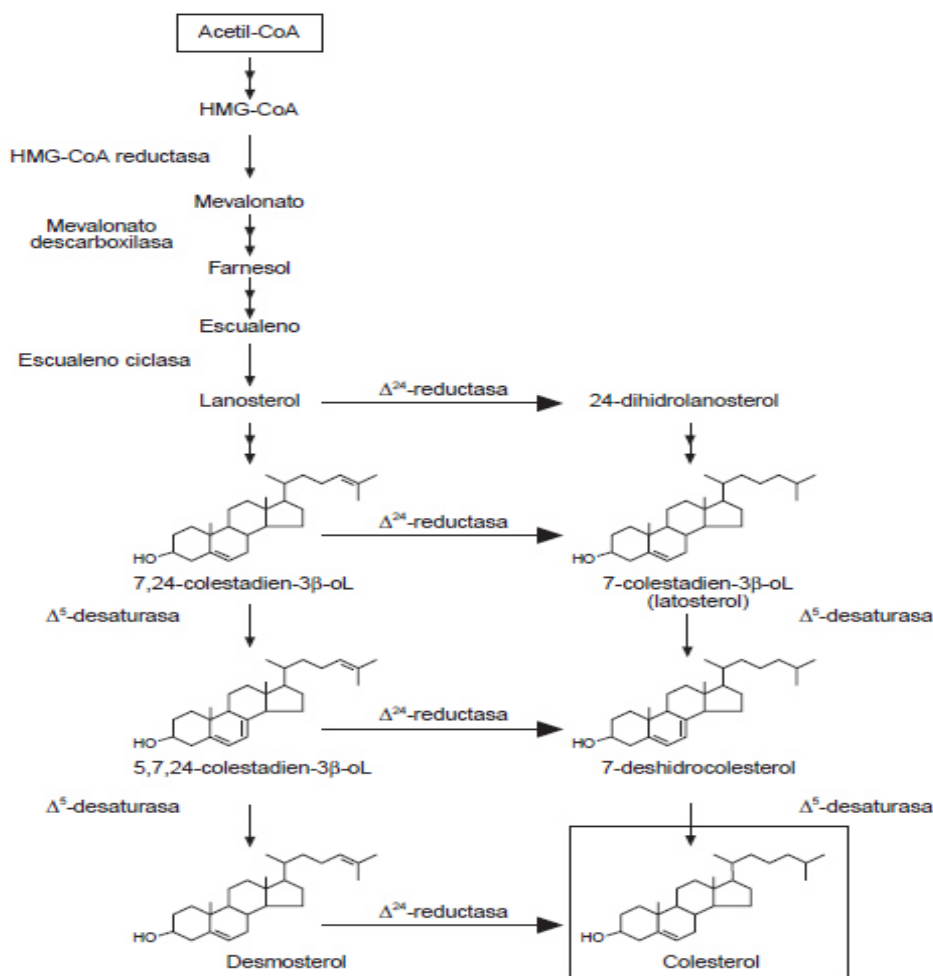 Acetil-CoA
HMG-CoA
HMG-CoA reductasa
Mevalonato
Mevalonato
descarboxilasa
Farnesol
Escualeno
Escualeno ciclasa
Lanosterol
Δ²⁴-reductasa
24-dihidrolanosterol
HO
Δ²⁴-reductasa
HO
7,24-colestadien-3β-oL
7-colestadien-3β-oL
(latosterol)
Δ⁵-desaturasa
Δ⁵-desaturasa
HO
Δ²⁴-reductasa
HO
5,7,24-colestadien-3β-oL
7-deshidrocolesterol
Δ⁵-desaturasa
Δ⁵-desaturasa
HO
Δ²⁴-reductasa
HO
Desmosterol
Colesterol